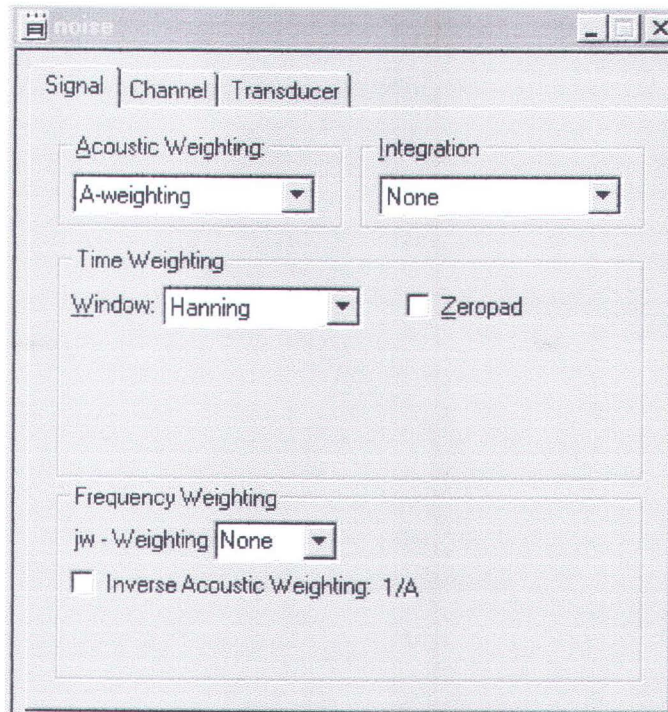 noise
Signal
Channel
Transducer
Acoustic Weighting:
Integration
A-weighting
None
Time Weighting
Window:
Hanning
Zeropad
Frequency Weighting
jw - Weighting
None
Inverse Acoustic Weighting: 1/A